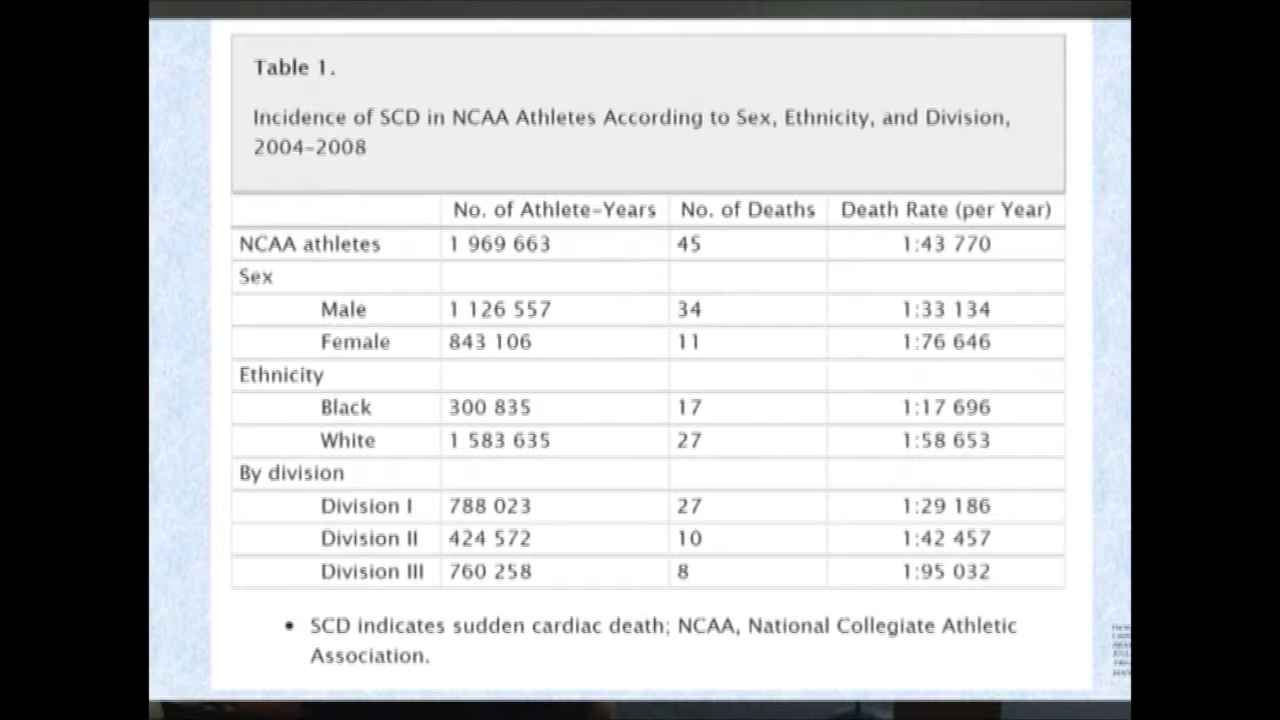 Table 1.
Incidence of SCD in NCAA Athletes According to Sex, Ethnicity, and Division,
2004-2008
No. of Athlete-Years No. of Deaths Death Rate (per Year)
NCAA athletes 1 969 663 45 1:43 770
Sex
Male 1 126 557 34 1:33 134
Female 843 106 11 1:76 646
Ethnicity
Black 300 835 17 1:17 696
White 1 583 635 27 1:58 653
By division
Division I 788 023 27 1:29 186
Division II 424 572 10 1:42 457
Division III 760 258 8 1:95 032
• SCD indicates sudden cardiac death; NCAA, National Collegiate Athletic
Association.